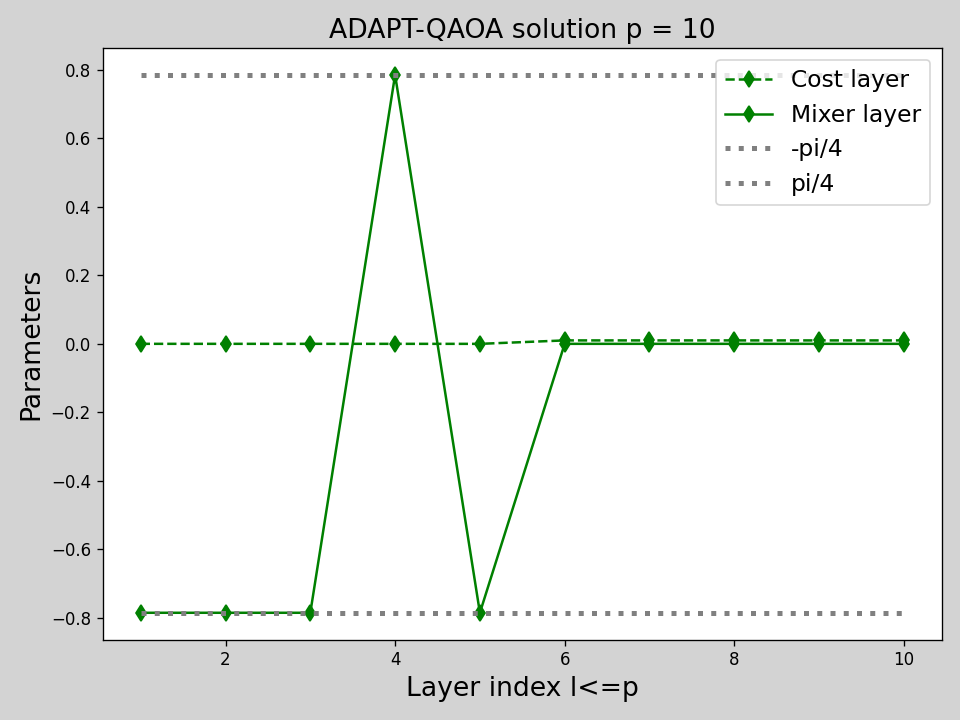 ADAPT-QAOA solution p = 10
Cost layer
Mixer layer
-pi/4
pi/4
Parameters
0.8
0.6
0.4
0.2
0.0
−0.2
−0.4
−0.6
−0.8
2
4
6
8
10
Layer index l<=p